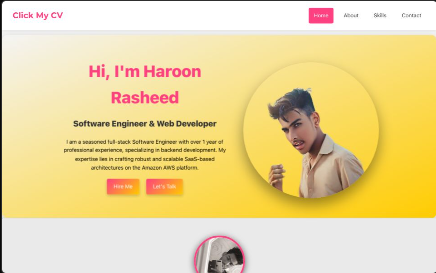 Click My CV
Home About Skills Contact
Hi, I'm Haroon
Rasheed
Software Engineer & Web Developer
I am a seasoned full-stack Software Engineer with over 1 year of
professional experience, specializing in backend development. My
expertise lies in crafting robust and scalable SaaS-based
architectures on the Amazon AWS platform.
Hire Me Let's Talk